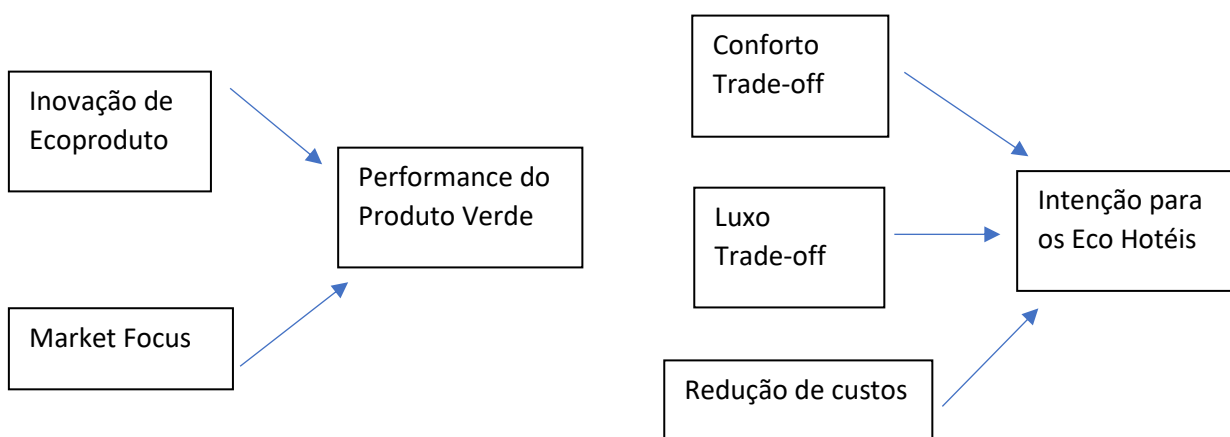 Inovação de
Ecoproduto
Market Focus
Performance do
Produto Verde
Conforto
Trade-off
Luxo
Trade-off
Redução de custos
Intenção para
os Eco Hotéis